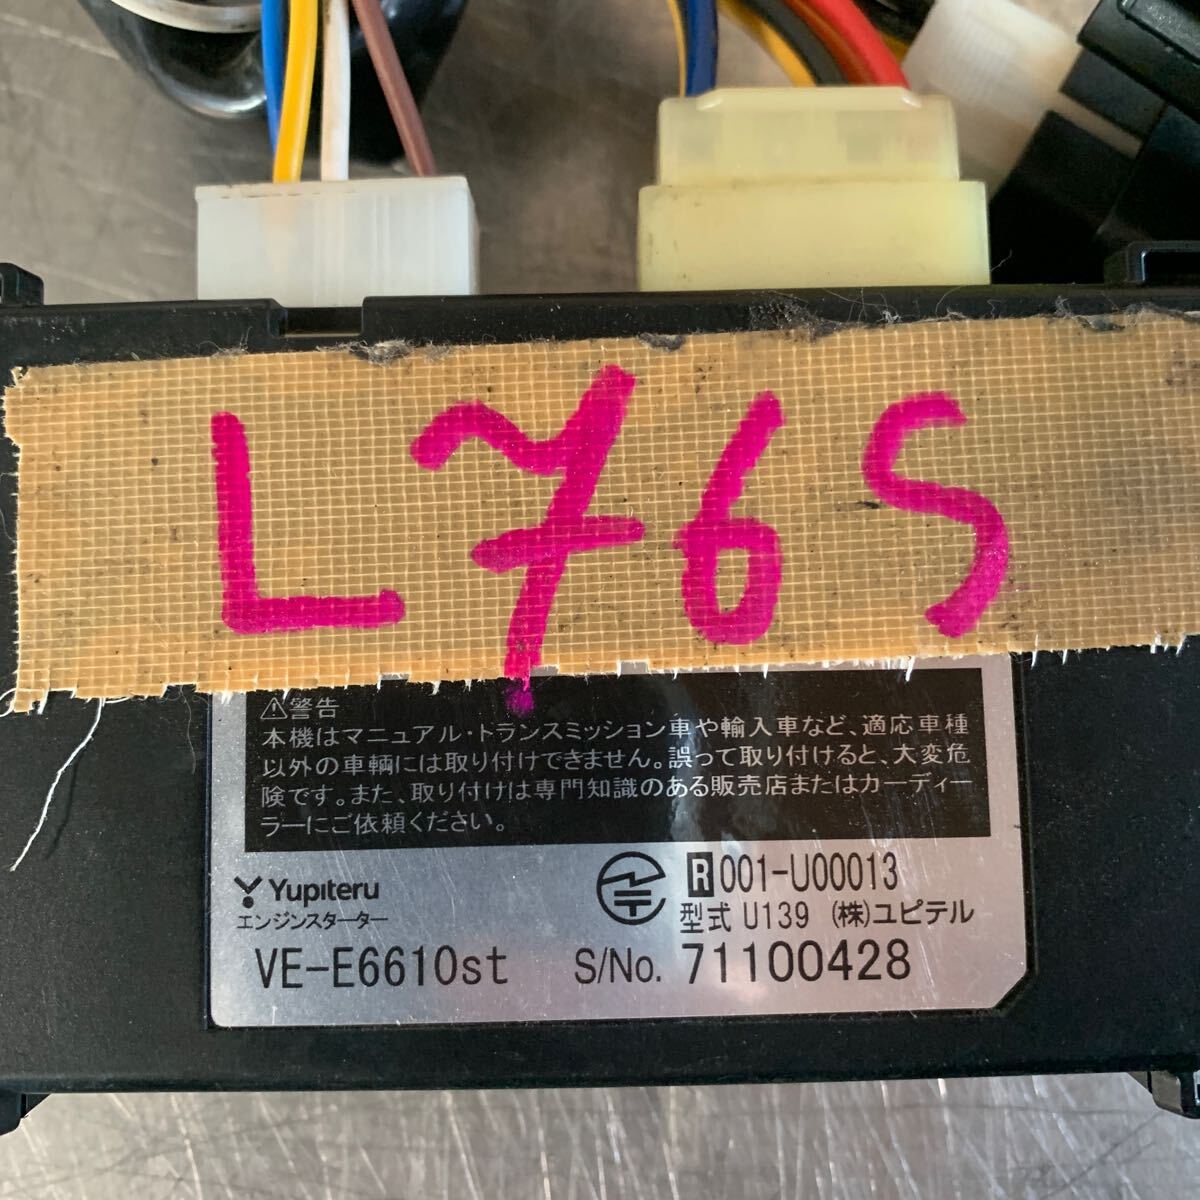 L765
⚠警告
本機はマニュアル・トランスミッション車や輸入車など、適応車種
以外の車輌には取り付けできません。誤って取り付けると、大変危
険です。また、取り付けは専門知識のある販売店またはカーディー
ラーにご依頼ください。
Yupiteru
エンジンスターター
R 001-U00013
型式 U139 (株)ユピテル
VE-E6610st S/No. 71100428